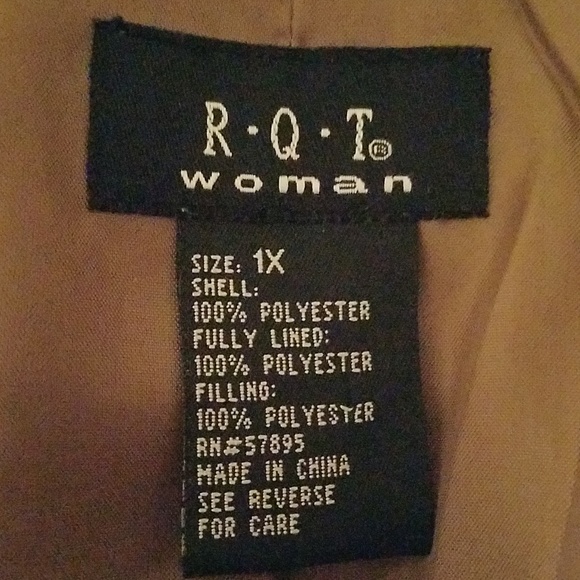 R·Q·T®
woman
SIZE: 1X
SHELL:
100% POLYESTER
FULLY LINED:
100% POLYESTER
FILLING:
100% POLYESTER
RN#57895
MADE IN CHINA
SEE REVERSE
FOR CARE